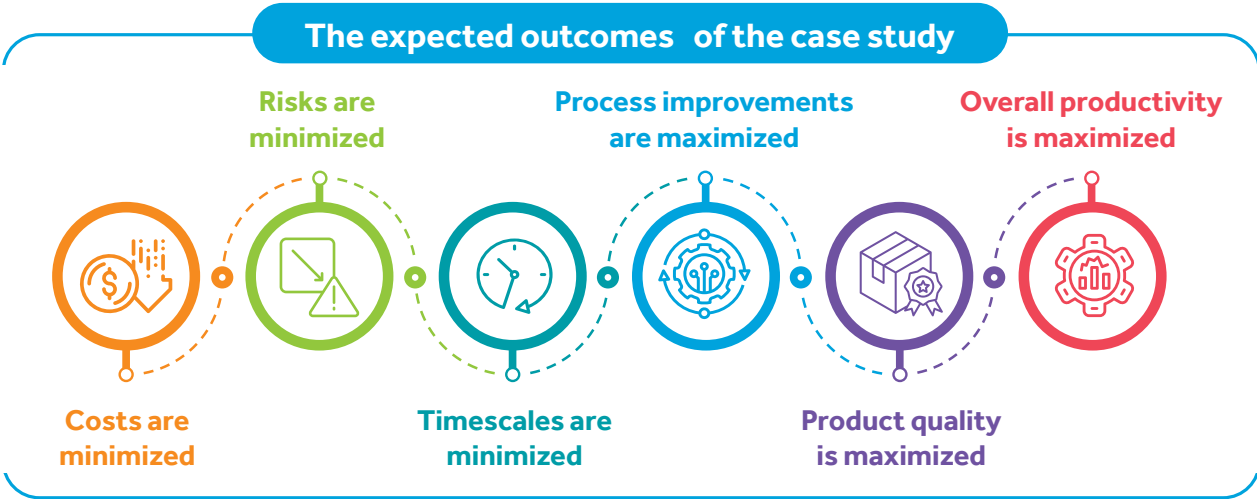 The expected outcomes of the case study
Risks are
minimized
Process improvements
are maximized
Overall productivity
is maximized
$
Costs are
minimized
Timescales are
minimized
Product quality
is maximized